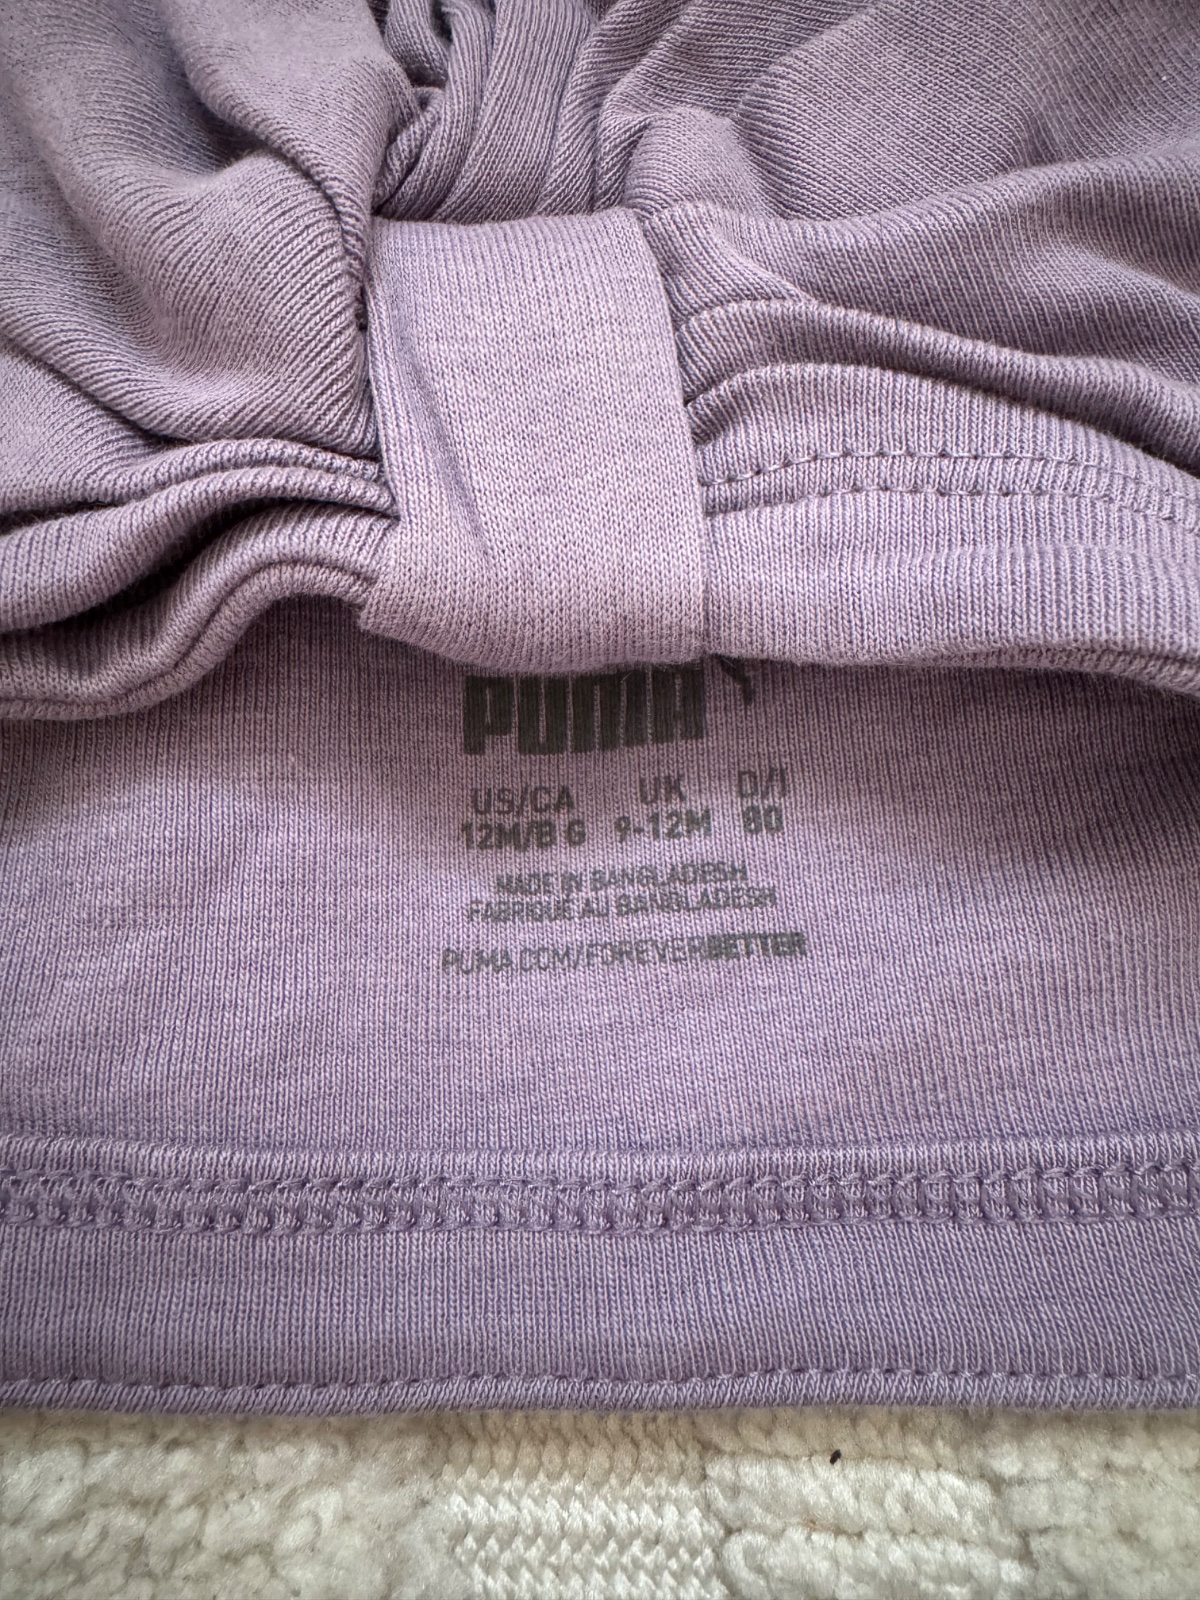 PUMA
US/CA UK D/I
12M/B G 9-12M 80
MADE IN BANGLADESH
FABRIQUÉ AU BANGLADESH
PUMA.COM/FOREVERBETTER